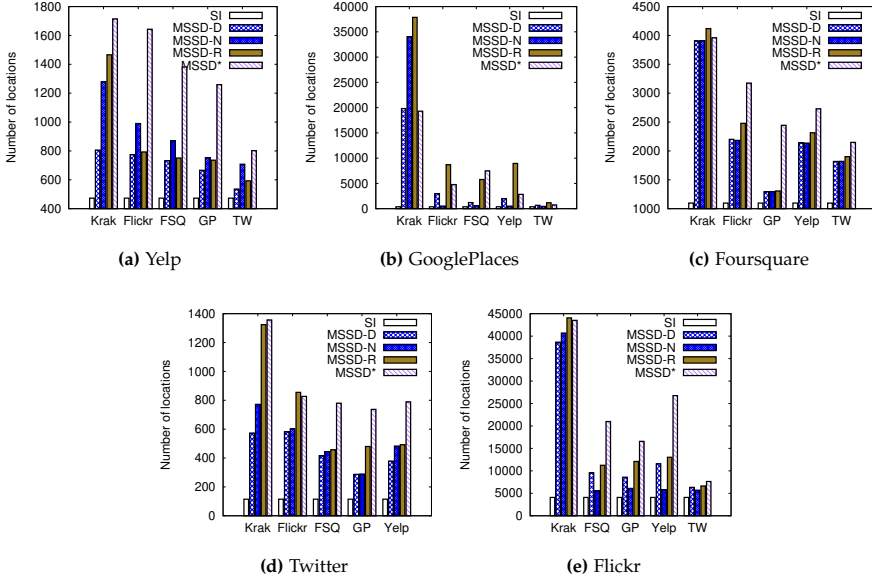 1800
1600
1400
1200
1000
800
600
400
Number of locations
SI
MSSD-D
MSSD-N
MSSD-R
MSSD*
Krak Flickr FSQ GP TW
(a) Yelp
40000
35000
30000
25000
20000
15000
10000
5000
0
Number of locations
SI
MSSD-D
MSSD-N
MSSD-R
MSSD*
Krak Flickr FSQ Yelp TW
(b) GooglePlaces
4500
4000
3500
3000
2500
2000
1500
1000
Number of locations
SI
MSSD-D
MSSD-N
MSSD-R
MSSD*
Krak Flickr GP Yelp TW
(c) Foursquare
1400
1200
1000
800
600
400
200
0
Number of locations
SI
MSSD-D
MSSD-N
MSSD-R
MSSD*
Krak Flickr FSQ GP Yelp
(d) Twitter
45000
40000
35000
30000
25000
20000
15000
10000
5000
0
Number of locations
SI
MSSD-D
MSSD-N
MSSD-R
MSSD*
Krak FSQ GP Yelp TW
(e) Flickr